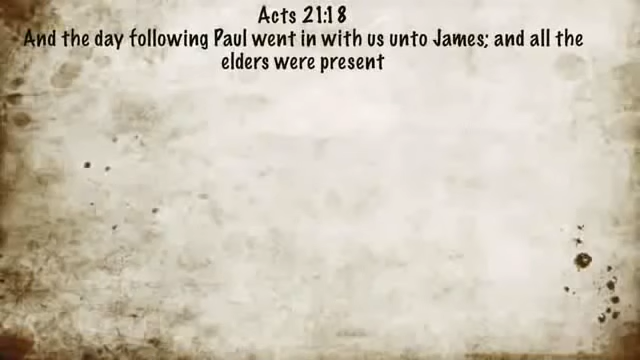 Acts 21:18
And the day following Paul went in with us unto James; and all the
elders were present